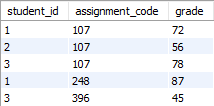 student_id assignment_code grade
1 107 72
2 107 56
3 107 78
1 248 87
3 396 45